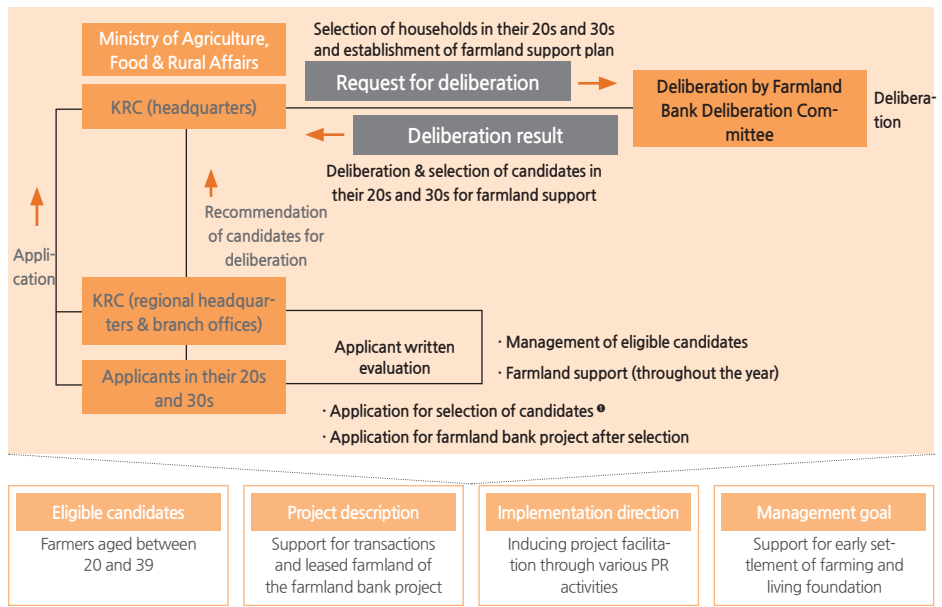 Ministry of Agriculture,
Food & Rural Affairs
Selection of households in their 20s and 30s
and establishment of farmland support plan
Request for deliberation
KRC (headquarters)
Deliberation by Farmland
Bank Deliberation Com-
mittee
Delibera-
tion
Deliberation result
Deliberation & selection of candidates in
their 20s and 30s for farmland support
Recommendation
of candidates for
deliberation
Appli-
cation
KRC (regional headquar-
ters & branch offices)
Applicant written
evaluation
· Management of eligible candidates
· Farmland support (throughout the year)
Applicants in their 20s
and 30s
· Application for selection of candidates ❶
· Application for farmland bank project after selection
Eligible candidates
Farmers aged between
20 and 39
Project description
Support for transactions
and leased farmland of
the farmland bank project
Implementation direction
Inducing project facilita-
tion through various PR
activities
Management goal
Support for early set-
tlement of farming and
living foundation